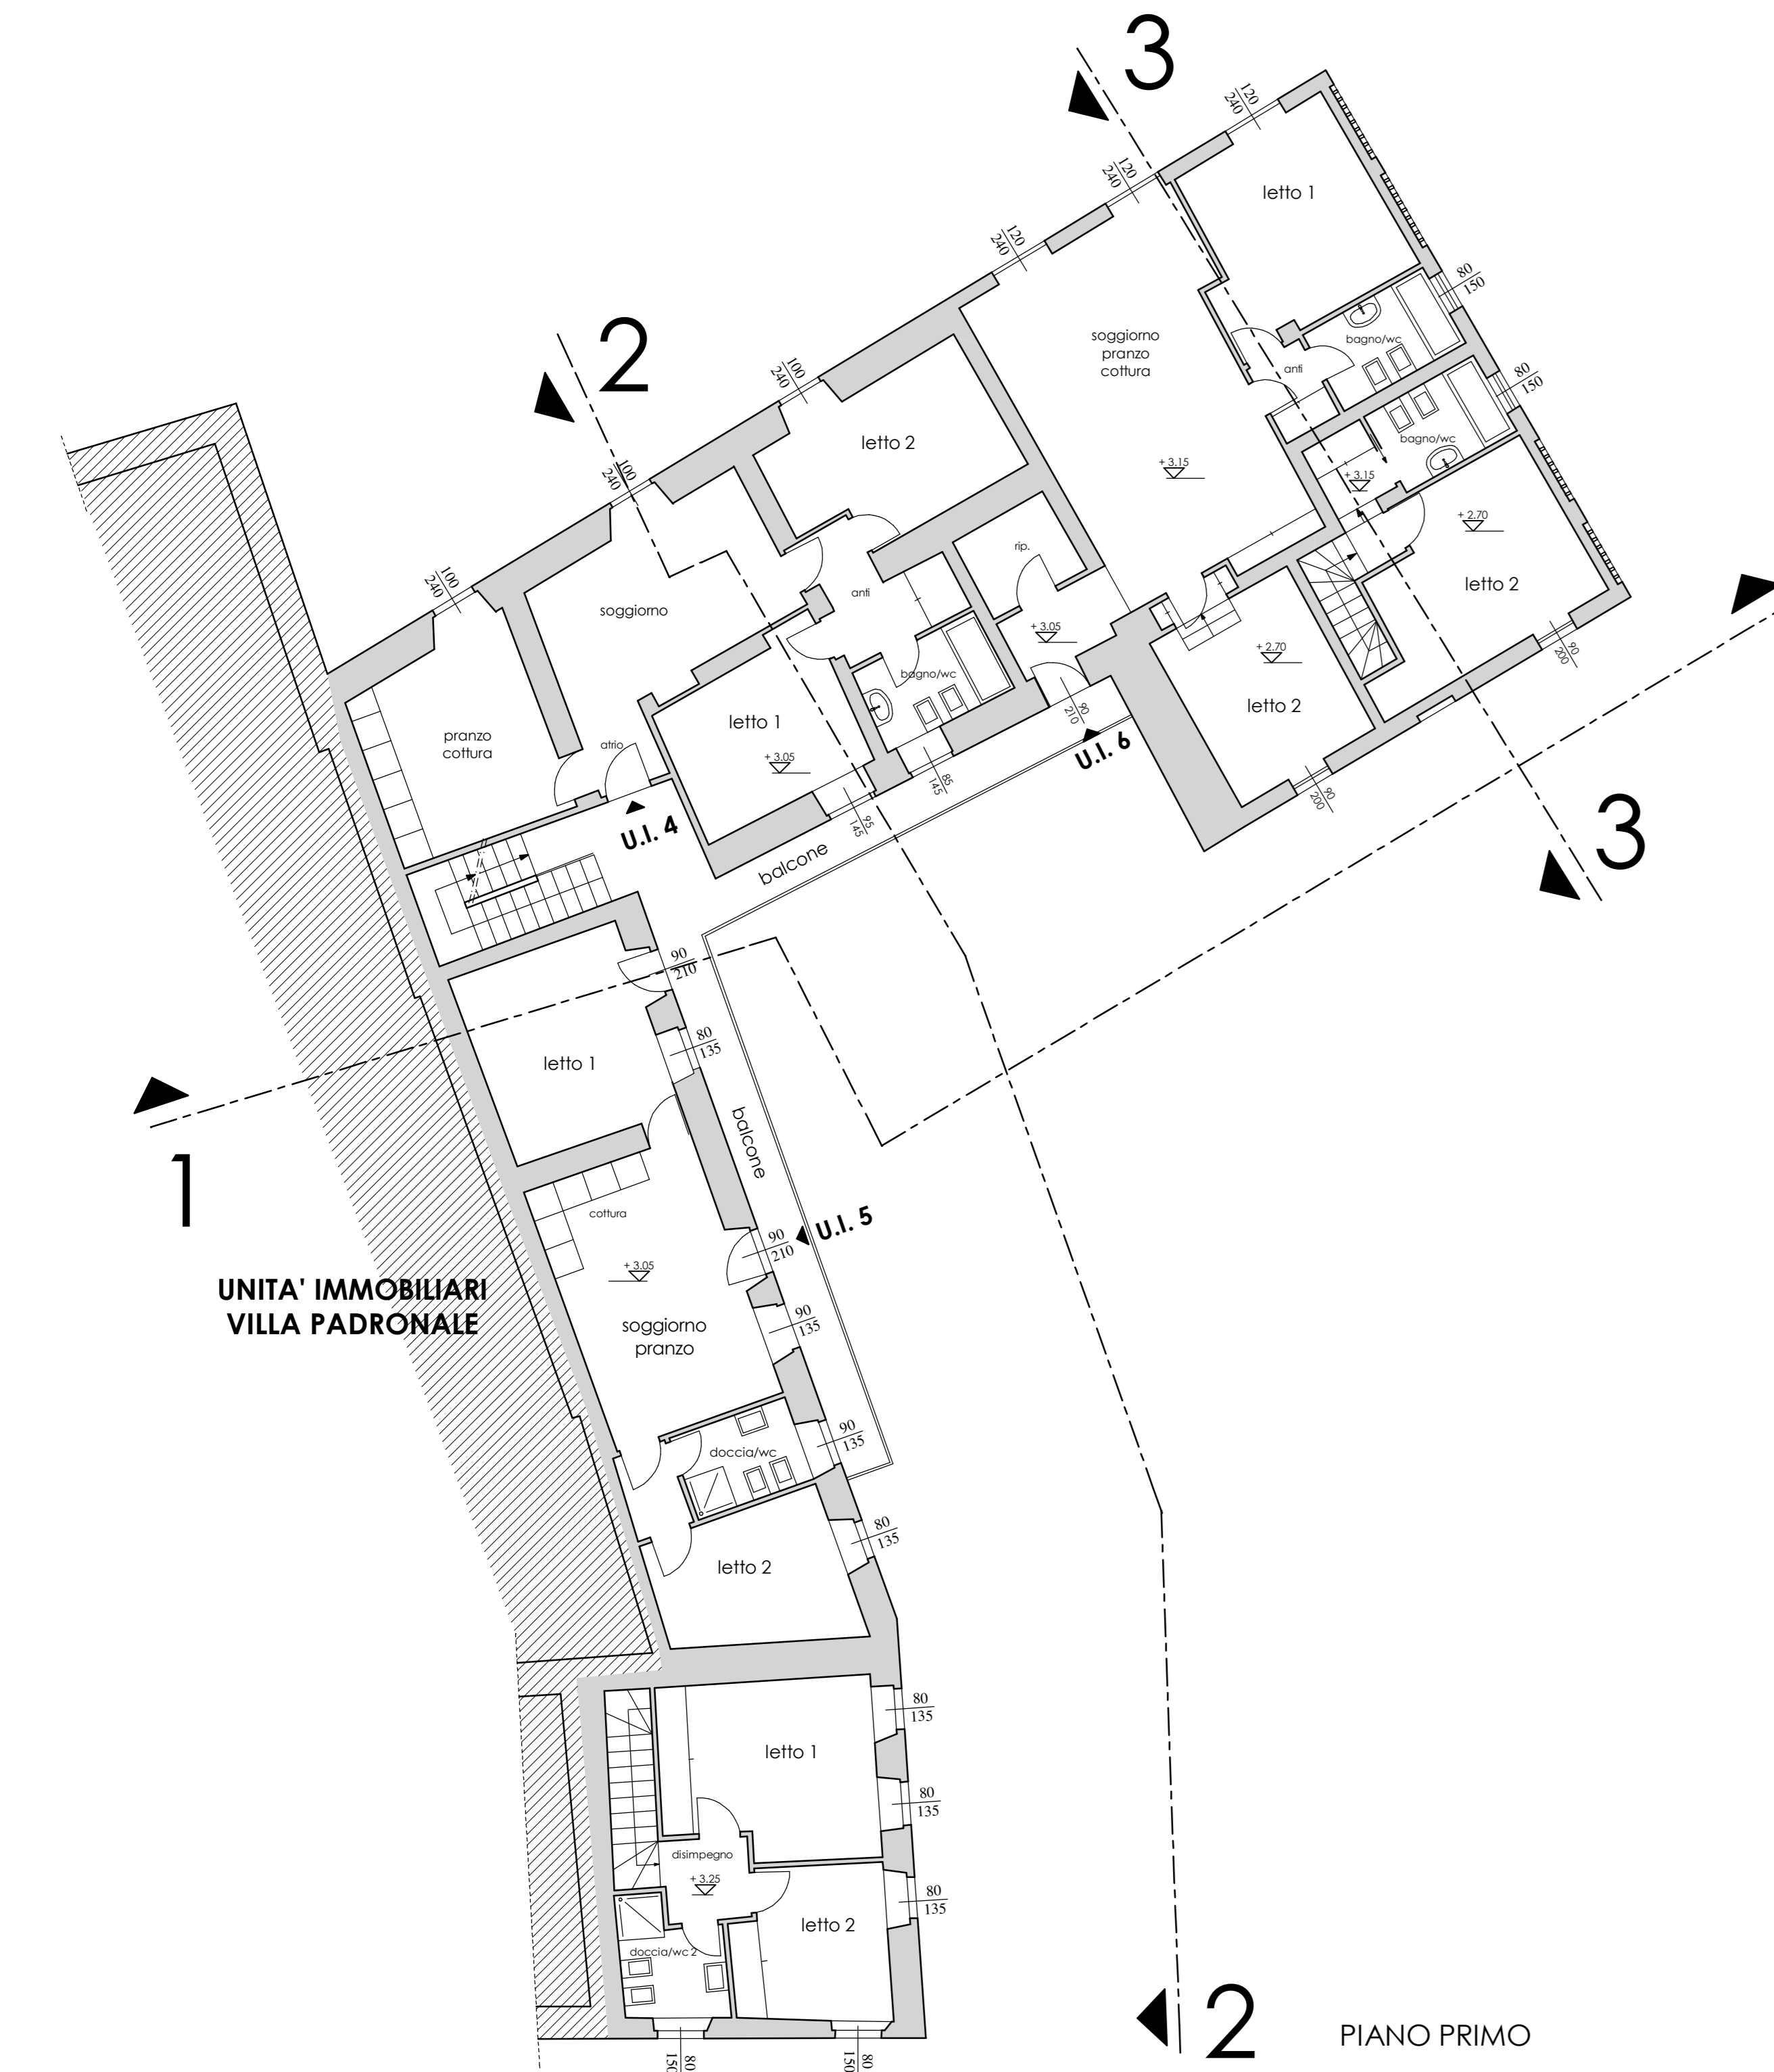 3
120
240
120
240
letto 1
120
240
80
150
soggiorno
pranzo
cottura
bagno/wc
anti
80
150
2
100
240
letto 2
bagno/wc
+ 3.15
+ 3.15
100
240
+ 2.70
rip.
100
240
letto 2
anti
soggiorno
+ 3.05
+ 2.70
90
200
bagno/wc
letto 2
letto 1
90
210
pranzo
cottura
atrio
U.I. 6
+ 3.05
85
145
90
200
95
145
U.I. 4
3
balcone
90
210
80
135
letto 1
balcone
1
cottura
U.I. 5
90
210
+ 3.05
UNITA' IMMOBILIARI
VILLA PADRONALE
90
135
soggiorno
pranzo
90
135
doccia/wc
80
135
letto 2
80
135
letto 1
80
135
disimpegno
+ 3.25
80
135
letto 2
doccia/wc 2
2
PIANO PRIMO
80
150
80
150